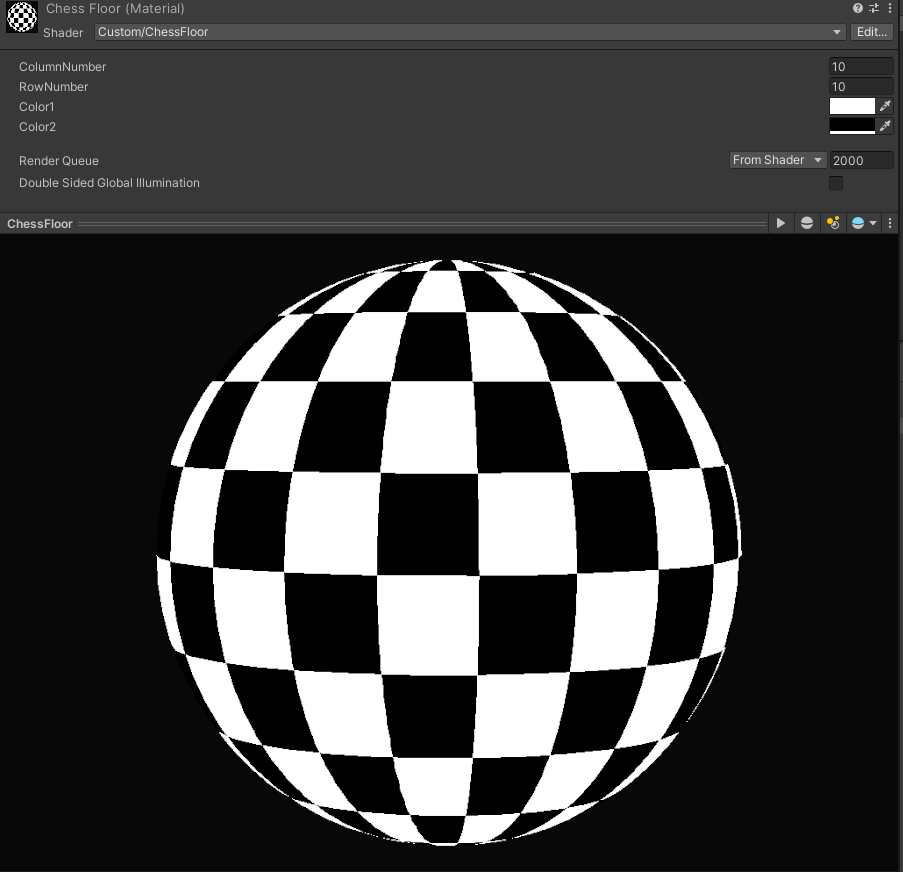 Chess Floor (Material)
Shader Custom/ChessFloor Edit...
ColumnNumber 10
RowNumber 10
Color1
Color2
Render Queue From Shader 2000
Double Sided Global Illumination
ChessFloor